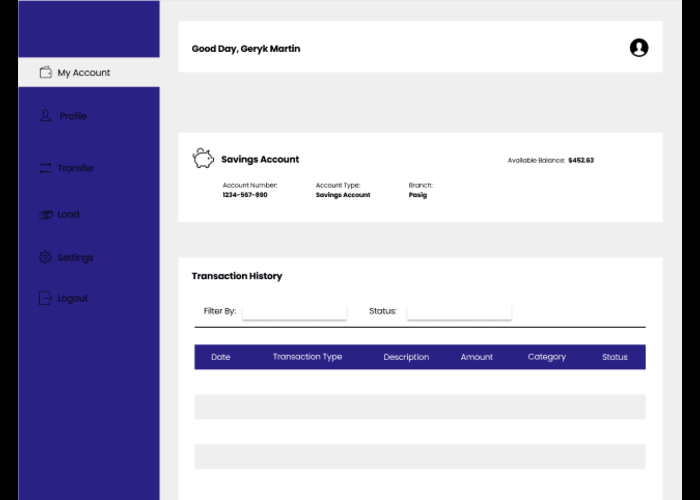 Good Day, Geryk Martin
My Account
Profile
Transfer
Load
Settings
Logout
Savings Account
Available Balance: $452.63
Account Number: Account Type: Branch:
1234-567-890 Savings Account Pasig
Transaction History
Filter By: Status:
Date Transaction Type Description Amount Category Status